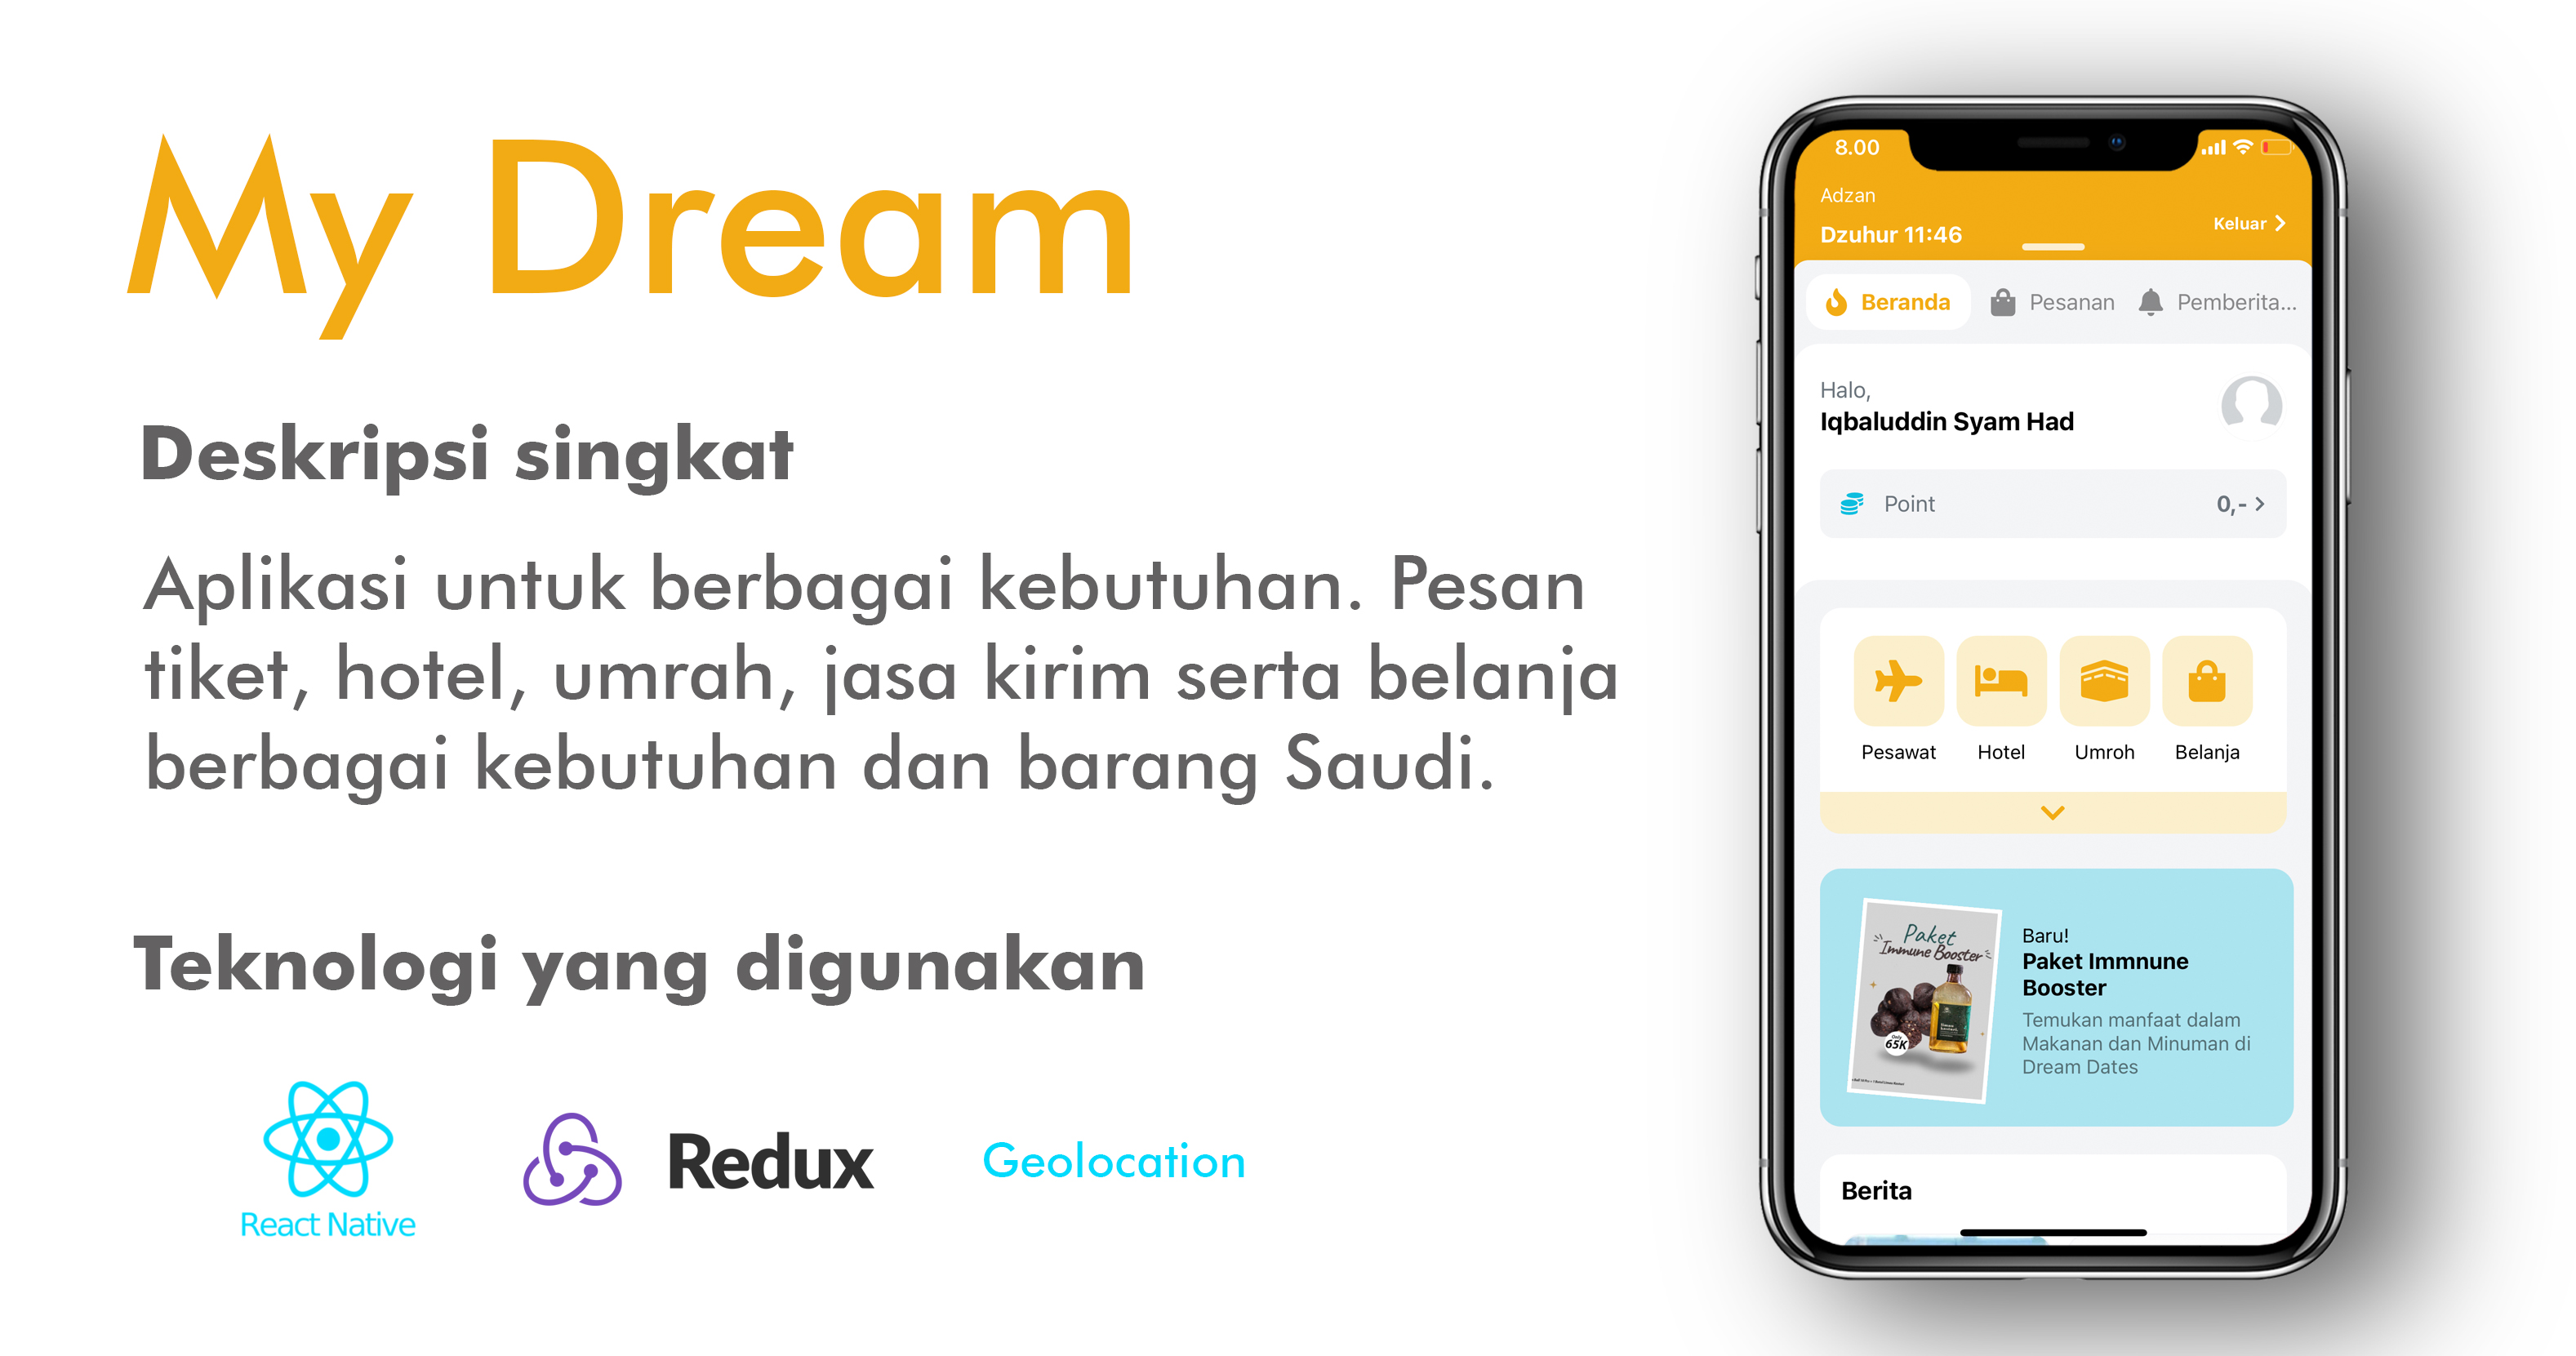 My Dream
Deskripsi singkat
Aplikasi untuk berbagai kebutuhan. Pesan
tiket, hotel, umrah, jasa kirim serta belanja
berbagai kebutuhan dan barang Saudi.
Teknologi yang digunakan
React Native
Redux
Geolocation
8.00
Adzan
Dzuhur 11:46
Keluar
Beranda
Pesanan
Pemberita...
Halo,
Iqbaluddin Syam Had
Point
0,-
Pesawat
Hotel
Umroh
Belanja
Paket
Immune Booster
Only
65K
Baru!
Paket Immnune
Booster
Temukan manfaat dalam
Makanan dan Minuman di
Dream Dates
Berita